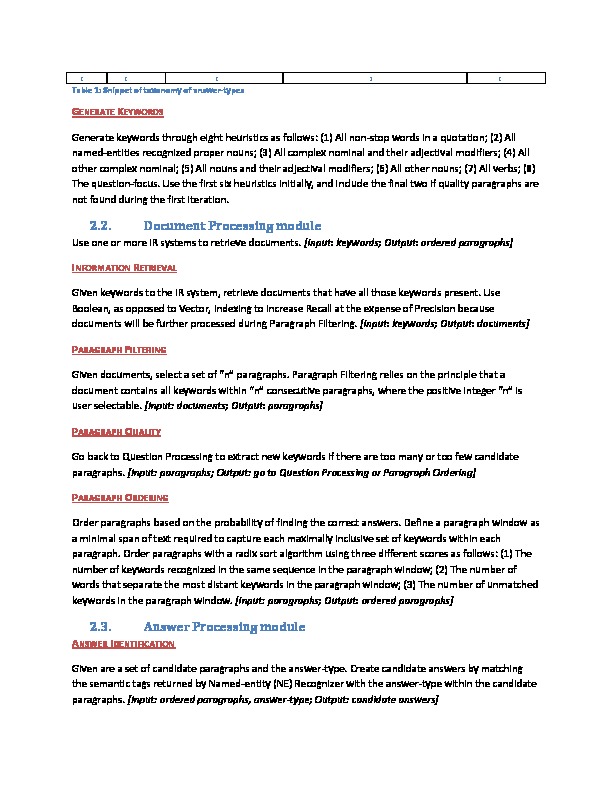 Table 1: Snippet of taxonomy of answer-types
GENERATE KEYWORDS
Generate keywords through eight heuristics as follows: (1) All non-stop words in a quotation; (2) All
named-entities recognized proper nouns; (3) All complex nominal and their adjectival modifiers; (4) All
other complex nominal; (5) All nouns and their adjectival modifiers; (6) All other nouns; (7) All verbs; (8)
The question-focus. Use the first six heuristics initially, and include the final two if quality paragraphs are
not found during the first iteration.
2.2. Document Processing module
Use one or more IR systems to retrieve documents. [Input: keywords; Output: ordered paragraphs]
INFORMATION RETRIEVAL
Given keywords to the IR system, retrieve documents that have all those keywords present. Use
Boolean, as opposed to Vector, indexing to increase Recall at the expense of Precision because
documents will be further processed during Paragraph Filtering. [Input: keywords; Output: documents]
PARAGRAPH FILTERING
Given documents, select a set of "n" paragraphs. Paragraph Filtering relies on the principle that a
document contains all keywords within "n" consecutive paragraphs, where the positive integer "n" is
user selectable. [Input: documents; Output: paragraphs]
PARAGRAPH QUALITY
Go back to Question Processing to extract new keywords if there are too many or too few candidate
paragraphs. [Input: paragraphs; Output: go to Question Processing or Paragraph Ordering]
PARAGRAPH ORDERING
Order paragraphs based on the probability of finding the correct answers. Define a paragraph window as
a minimal span of text required to capture each maximally inclusive set of keywords within each
paragraph. Order paragraphs with a radix sort algorithm using three different scores as follows: (1) The
number of keywords recognized in the same sequence in the paragraph window; (2) The number of
words that separate the most distant keywords in the paragraph window; (3) The number of unmatched
keywords in the paragraph window. [Input: paragraphs; Output: ordered paragraphs]
2.3. Answer Processing module
ANSWER IDENTIFICATION
Given are a set of candidate paragraphs and the answer-type. Create candidate answers by matching
the semantic tags returned by Named-entity (NE) Recognizer with the answer-type within the candidate
paragraphs. [Input: ordered paragraphs, answer-type; Output: candidate answers]